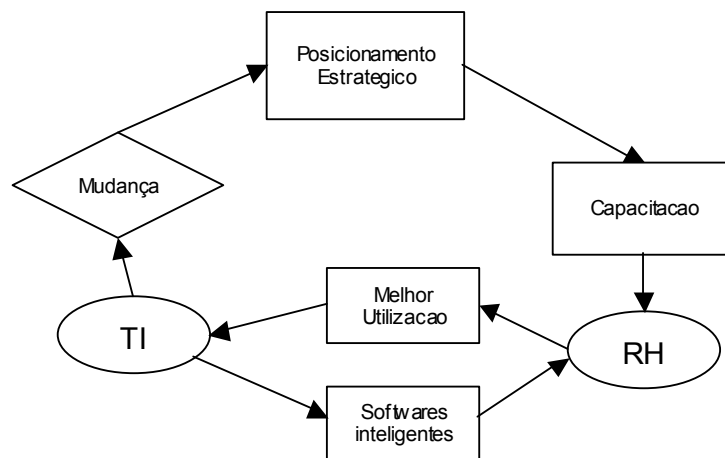 Posicionamento
Estrategico
Mudança
Capacitacao
Melhor
Utilizacao
TI
RH
Softwares
inteligentes